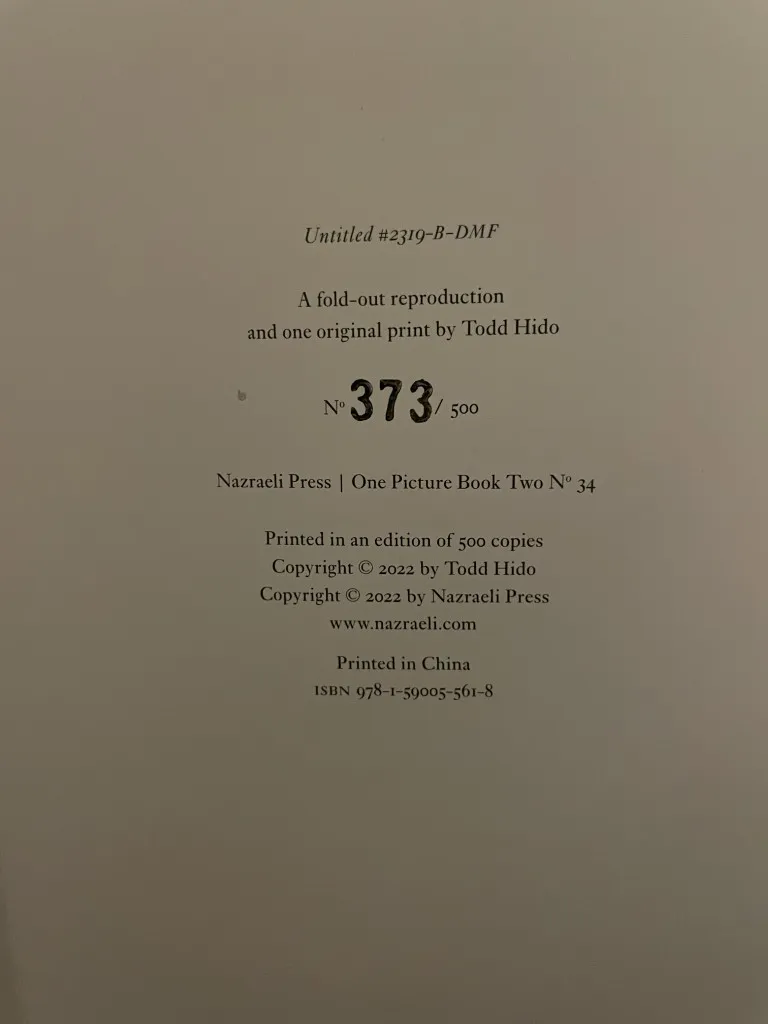 Untitled #2319-B-DMF
A fold-out reproduction
and one original print by Todd Hido
Nº 373/ 500
Nazraeli Press | One Picture Book Two Nº 34
Printed in an edition of 500 copies
Copyright © 2022 by Todd Hido
Copyright © 2022 by Nazraeli Press
www.nazraeli.com
Printed in China
ISBN 978-1-59005-561-8